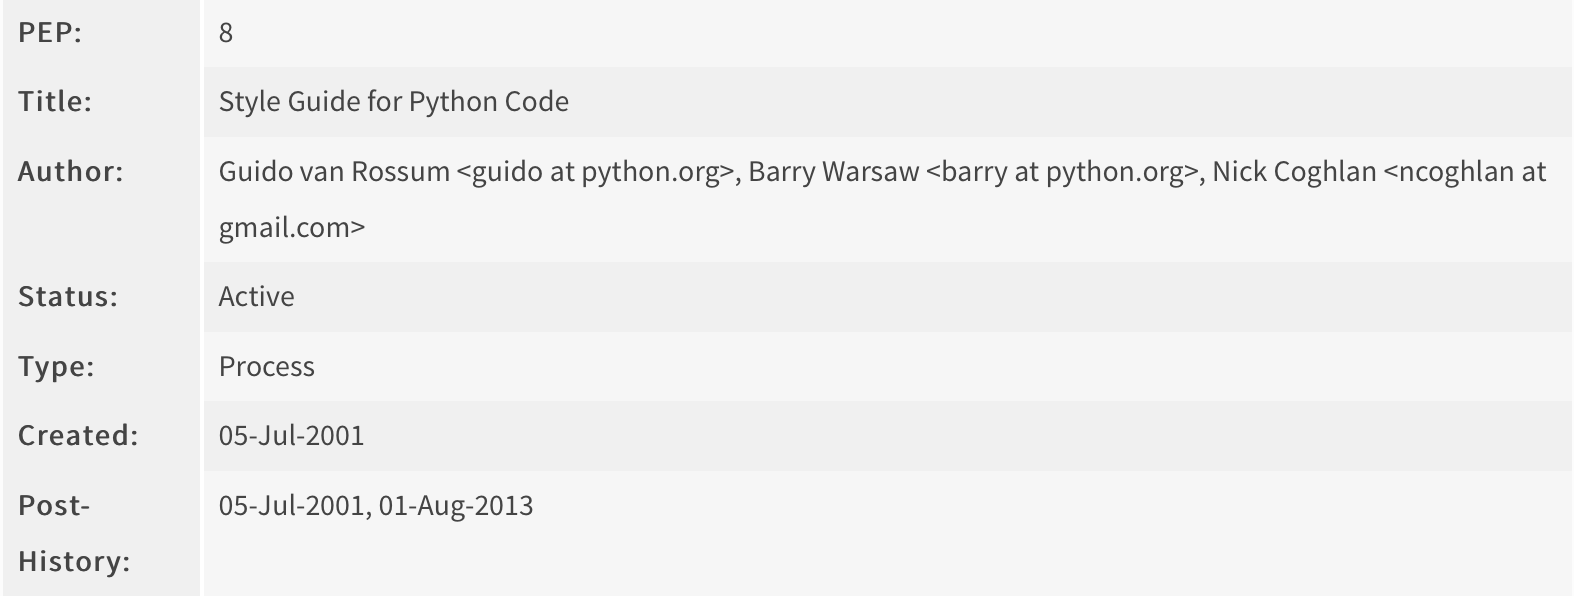 PEP: 8
Title: Style Guide for Python Code
Author: Guido van Rossum <guido at python.org>, Barry Warsaw <barry at python.org>, Nick Coghlan <ncoghlan at
gmail.com>
Status: Active
Type: Process
Created: 05-Jul-2001
Post- 05-Jul-2001, 01-Aug-2013
History: